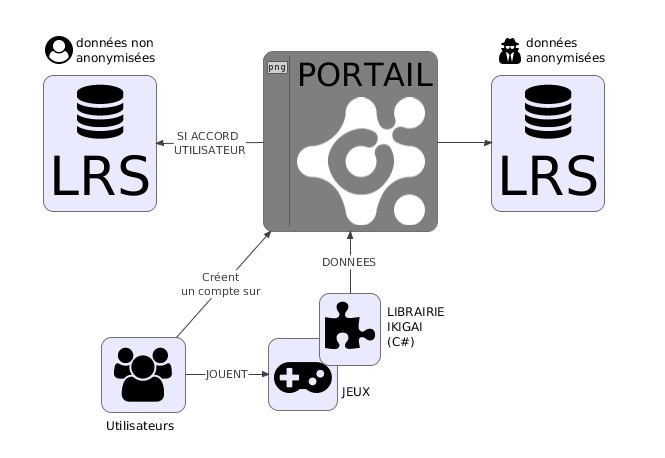 données non
anonymisées
données
anonymisées
png
PORTAIL
SI ACCORD
UTILISATEUR
LRS
LRS
DONNEES
Créent
un compte sur
LIBRAIRIE
IKIGAI
(C#)
JOUENT
JEUX
Utilisateurs